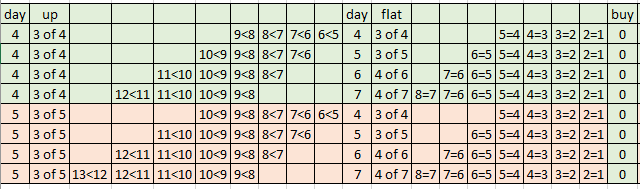 day up day flat buy
4 3 of 4 9<8 8<7 7<6 6<5 4 3 of 4 5=4 4=3 3=2 2=1 0
4 3 of 4 10<9 9<8 8<7 7<6 5 3 of 5 6=5 5=4 4=3 3=2 2=1 0
4 3 of 4 11<10 10<9 9<8 8<7 6 4 of 6 7=6 6=5 5=4 4=3 3=2 2=1 0
4 3 of 4 12<11 11<10 10<9 9<8 7 4 of 7 8=7 7=6 6=5 5=4 4=3 3=2 2=1 0
5 3 of 5 10<9 9<8 8<7 7<6 6<5 4 3 of 4 5=4 4=3 3=2 2=1 0
5 3 of 5 11<10 10<9 9<8 8<7 7<6 5 3 of 5 6=5 5=4 4=3 3=2 2=1 0
5 3 of 5 12<11 11<10 10<9 9<8 8<7 6 4 of 6 7=6 6=5 5=4 4=3 3=2 2=1 0
5 3 of 5 13<12 12<11 11<10 10<9 9<8 7 4 of 7 8=7 7=6 6=5 5=4 4=3 3=2 2=1 0